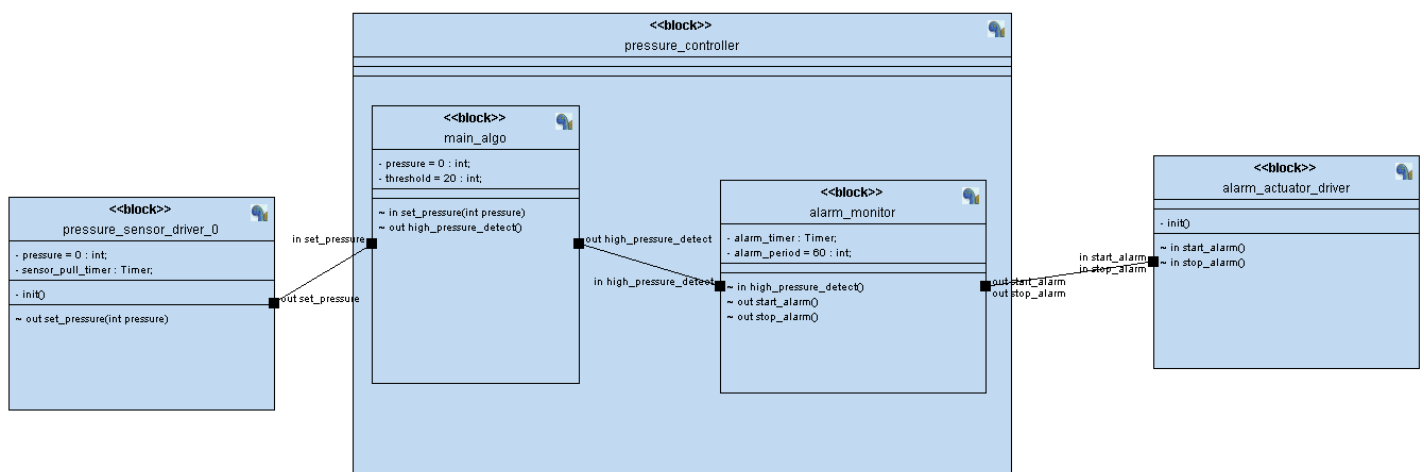 <<block>>
pressure_controller
<<block>>
main_algo
- pressure = 0 : int;
- threshold = 20 : int;
~ in set_pressure(int pressure)
~ out high_pressure_detect()
<<block>>
pressure_sensor_driver_0
- pressure = 0 : int;
- sensor_pull_timer : Timer;
- init()
~ out set_pressure(int pressure)
in set_pressure
out set_pressure
out high_pressure_detect
in high_pressure_detect
<<block>>
alarm_monitor
- alarm_timer : Timer;
- alarm_period = 60 : int;
~ in high_pressure_detect()
~ out start_alarm()
~ out stop_alarm()
out start_alarm
out stop_alarm
in start_alarm
in stop_alarm
<<block>>
alarm_actuator_driver
- init()
~ in start_alarm()
~ in stop_alarm()